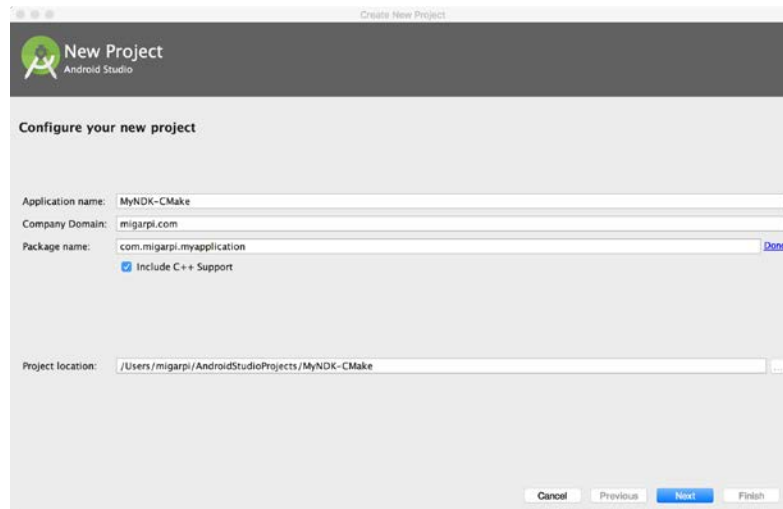 Create New Project
New Project
Android Studio
Configure your new project
Application name: MyNDK-CMake
Company Domain: migarpi.com
Package name: com.migarpi.myapplication Done
Include C++ Support
Project location: /Users/migarpi/AndroidStudioProjects/MyNDK-CMake ...
Cancel Previous Next Finish